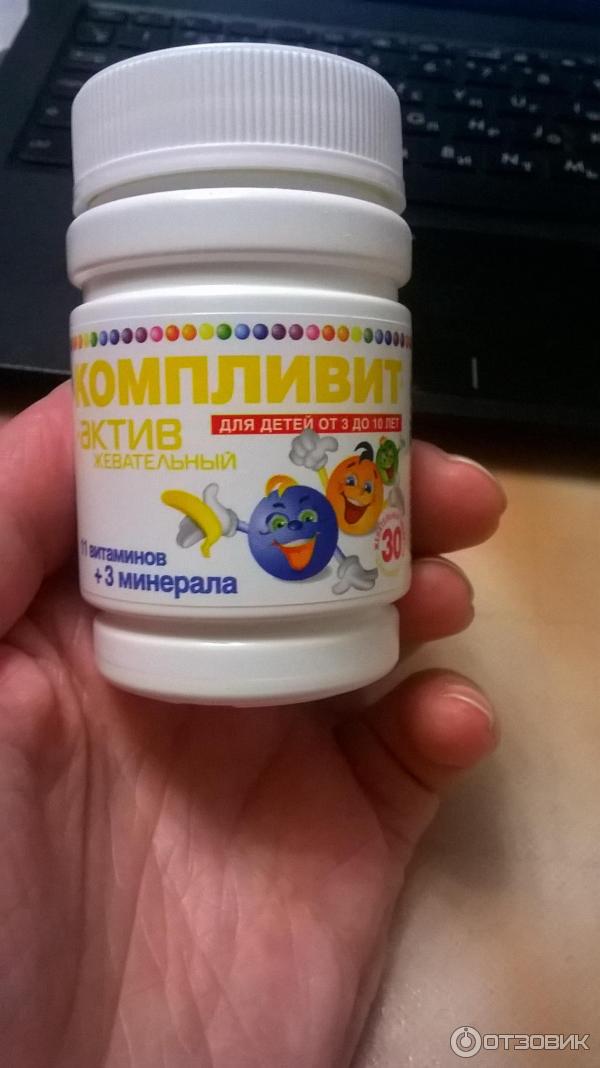 КОМПЛИВИТ
АКТИВ
ДЛЯ ДЕТЕЙ ОТ 3 ДО 10 ЛЕТ
ЖЕВАТЕЛЬНЫЙ
11 витаминов
+ 3 минерала
30
ОТЗОВИК